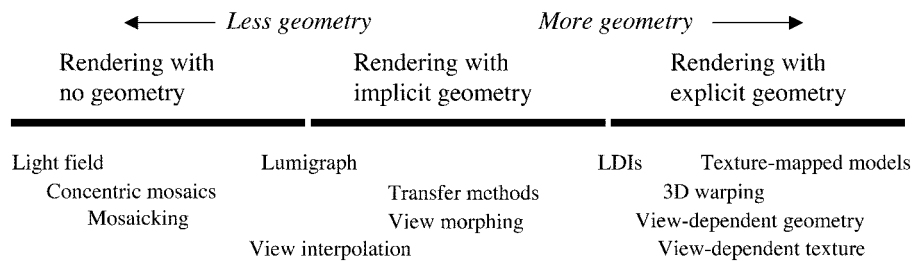 Less geometry More geometry
Rendering with no geometry
Rendering with implicit geometry
Rendering with explicit geometry
Light field Lumigraph LDIs Texture-mapped models
Concentric mosaics Transfer methods 3D warping
Mosaicking View morphing View-dependent geometry
View interpolation View-dependent texture